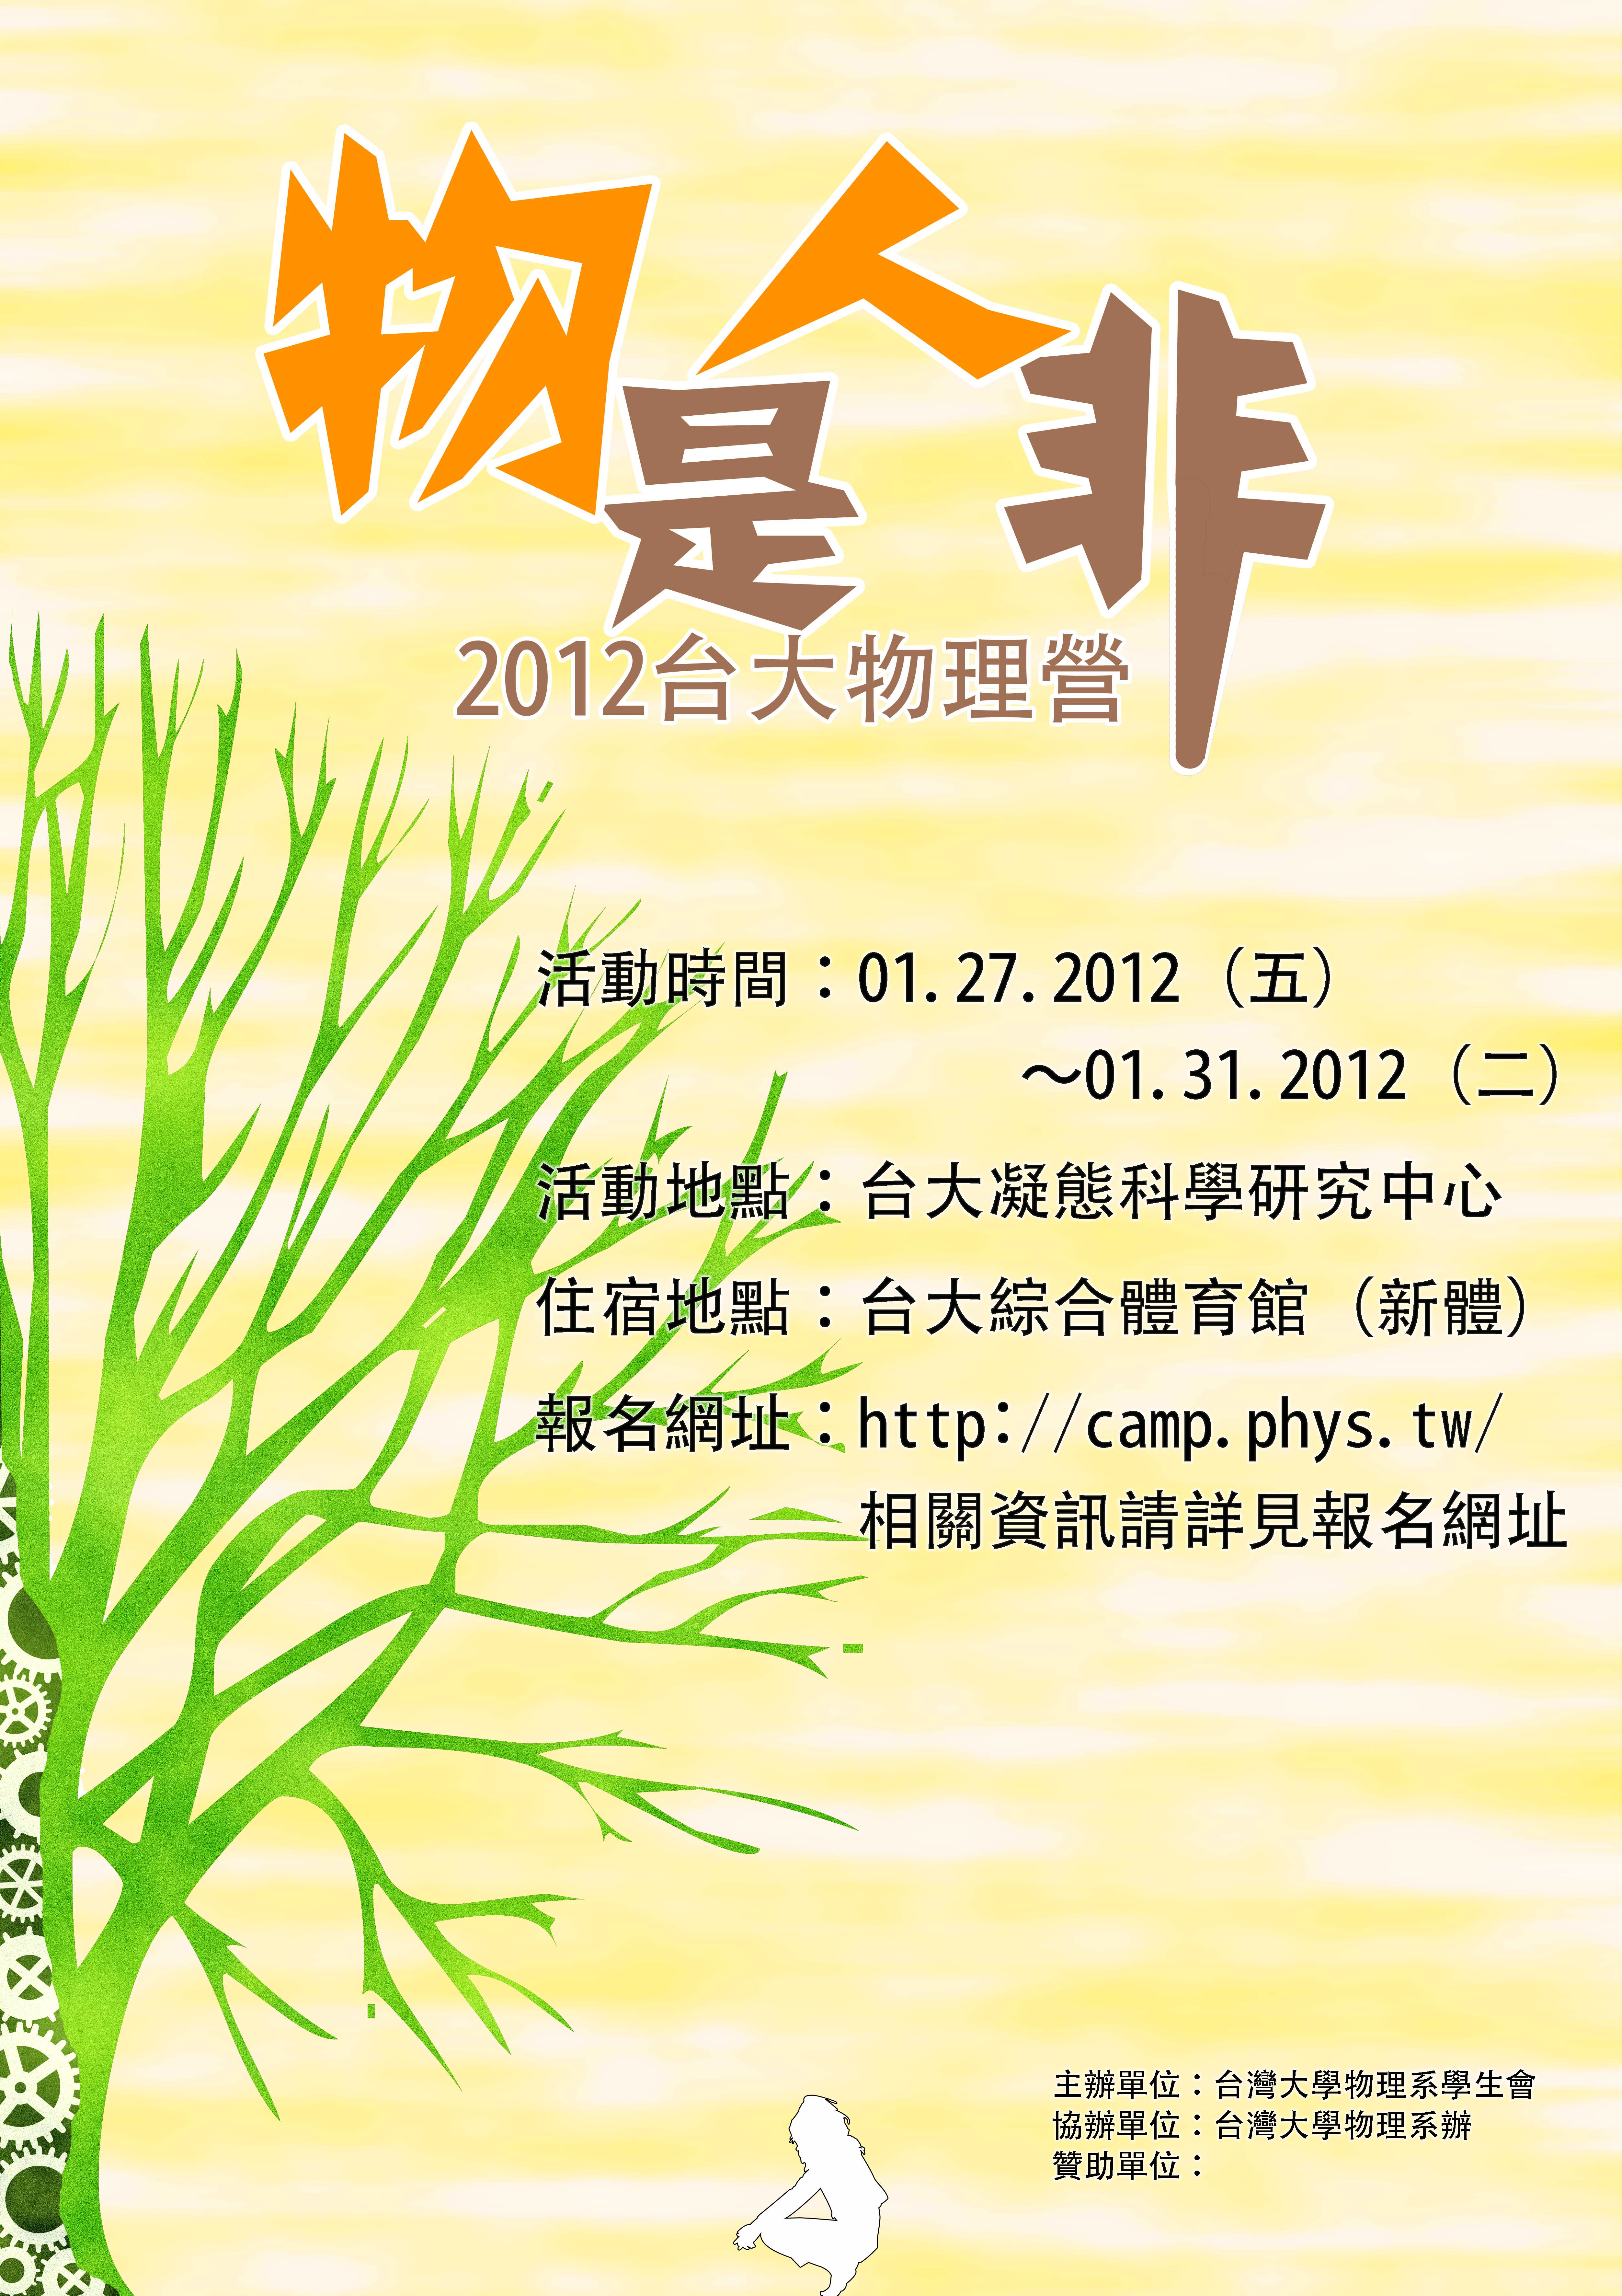 物是人非
2012台大物理營
活動時間：01.27.2012（五）
～01.31.2012（二）
活動地點：台大凝態科學研究中心
住宿地點：台大綜合體育館（新體）
報名網址：http://camp.phys.tw/
相關資訊請詳見報名網址
主辦單位：台灣大學物理系學生會
協辦單位：台灣大學物理系辦
贊助單位：